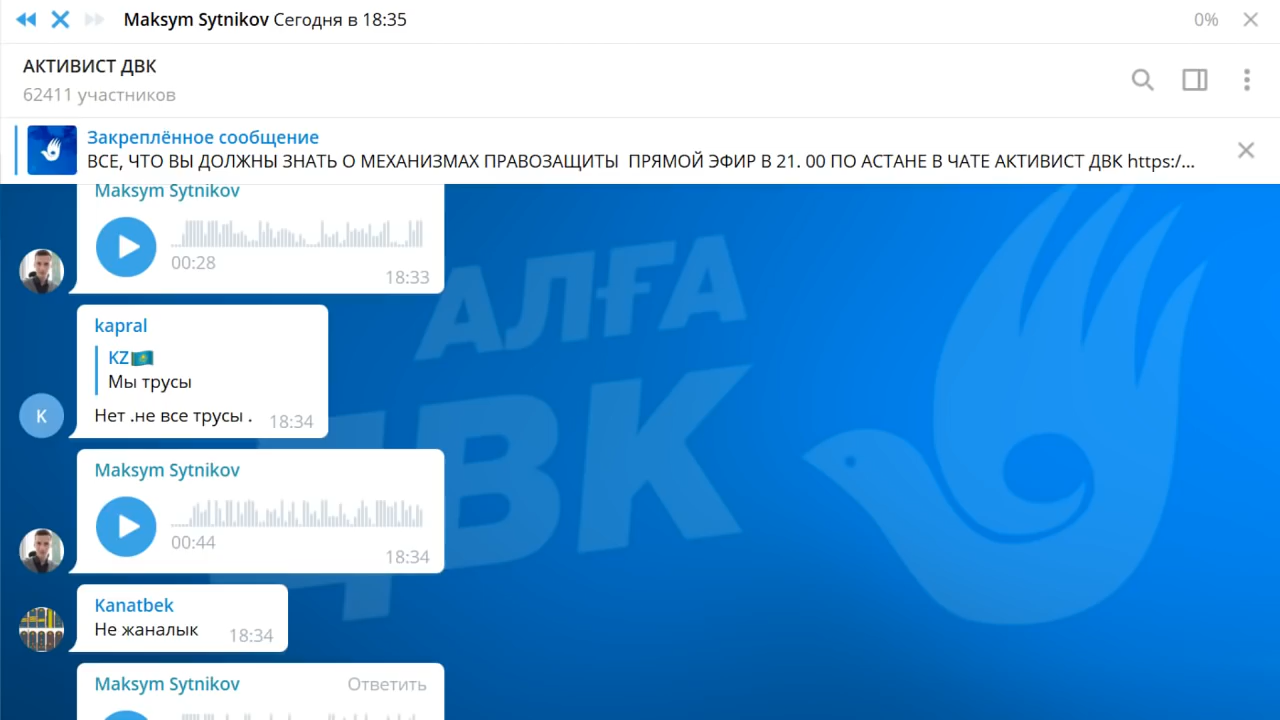 Maksym Sytnikov Сегодня в 18:35
0%
АКТИВИСТ ДВК
62411 участников
Закреплённое сообщение
ВСЕ, ЧТО ВЫ ДОЛЖНЫ ЗНАТЬ О МЕХАНИЗМАХ ПРАВОЗАЩИТЫ ПРЯМОЙ ЭФИР В 21. 00 ПО АСТАНЕ В ЧАТЕ АКТИВИСТ ДВК https:/...
Maksym Sytnikov
00:28
18:33
kapral
KZ🇰🇿
Мы трусы
Нет .не все трусы .
18:34
K
Maksym Sytnikov
00:44
18:34
Kanatbek
Не жаналык
18:34
Maksym Sytnikov
Ответить
АЛҒА
ДВК